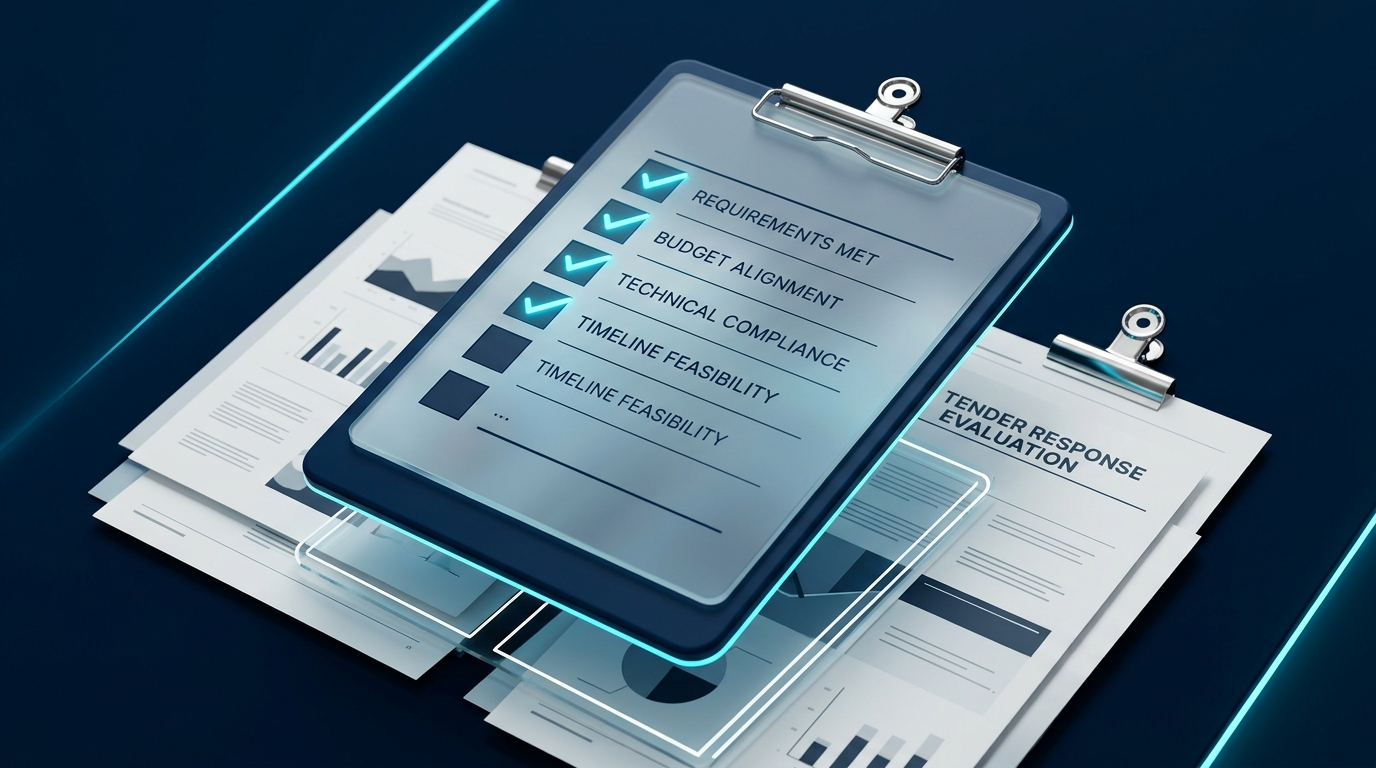 REQUIREMENTS MET
BUDGET ALIGNMENT
TECHNICAL COMPLIANCE
TIMELINE FEASIBILITY
TIMELINE FEASIBILITY
...
TENDER RESPONSE
EVALUATION